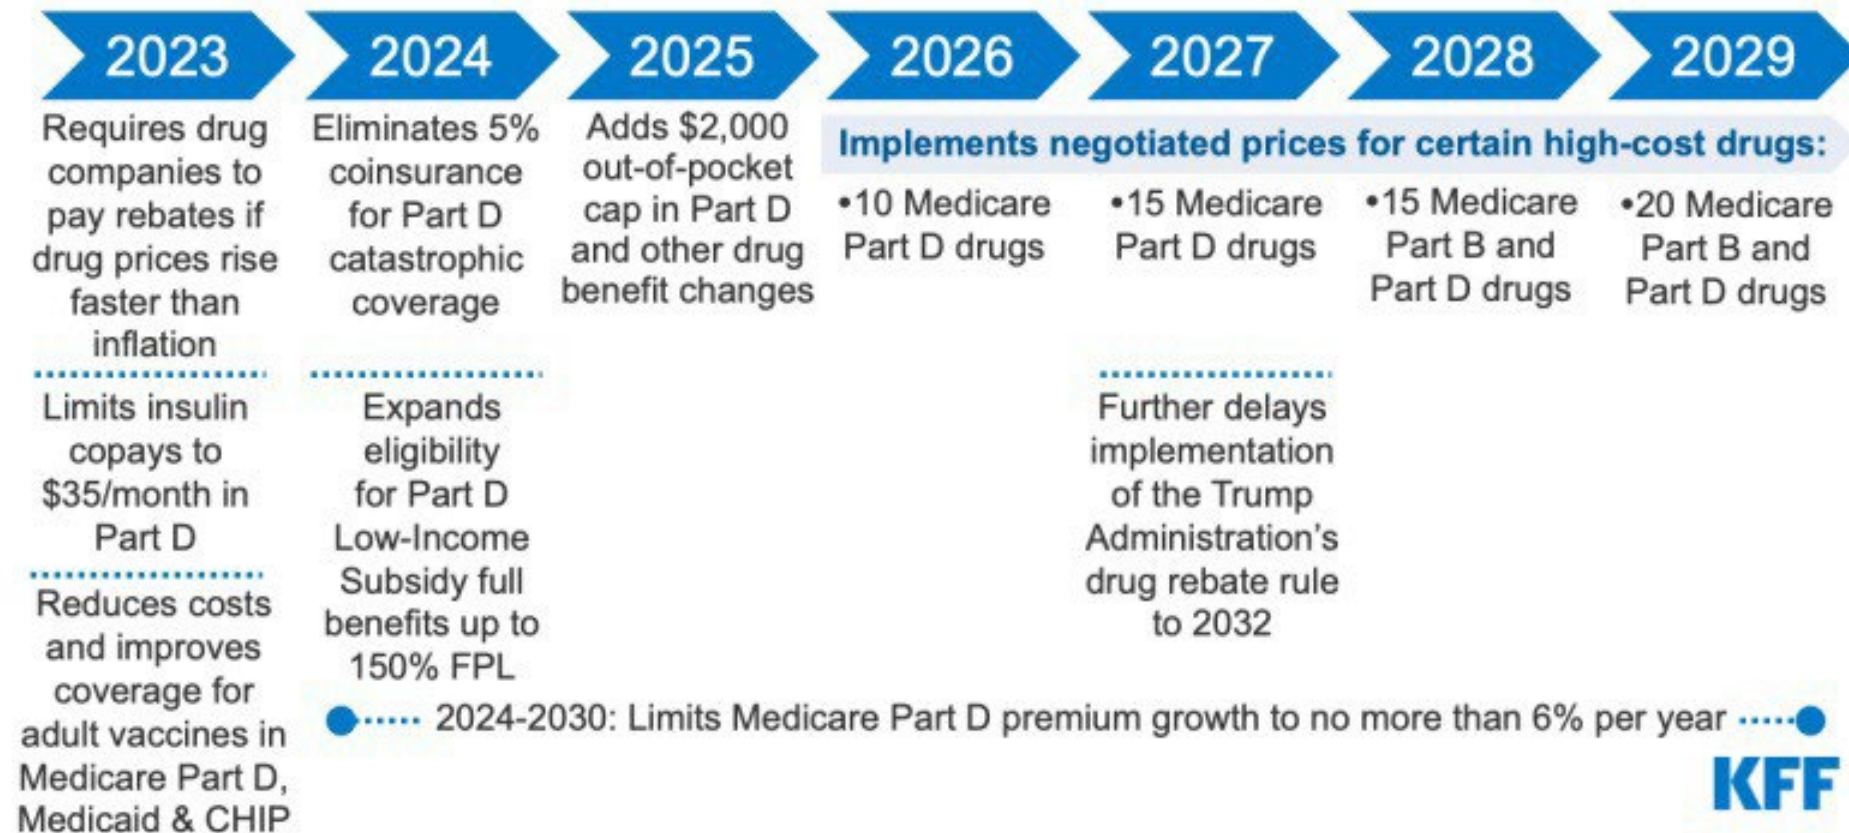 2023
Requires drug
companies to
pay rebates if
drug prices rise
faster than
inflation
Limits insulin
copays to
$35/month in
Part D
Reduces costs
and improves
coverage for
adult vaccines in
Medicare Part D,
Medicaid & CHIP
2024
Eliminates 5%
coinsurance
for Part D
catastrophic
coverage
Expands
eligibility
for Part D
Low-Income
Subsidy full
benefits up to
150% FPL
2025
Adds $2,000
out-of-pocket
cap in Part D
and other drug
benefit changes
2026
2027
2028
2029
Implements negotiated prices for certain high-cost drugs:
•10 Medicare
Part D drugs
•15 Medicare
Part D drugs
Further delays
implementation
of the Trump
Administration’s
drug rebate rule
to 2032
•15 Medicare
Part B and
Part D drugs
•20 Medicare
Part B and
Part D drugs
2024-2030: Limits Medicare Part D premium growth to no more than 6% per year
KFF